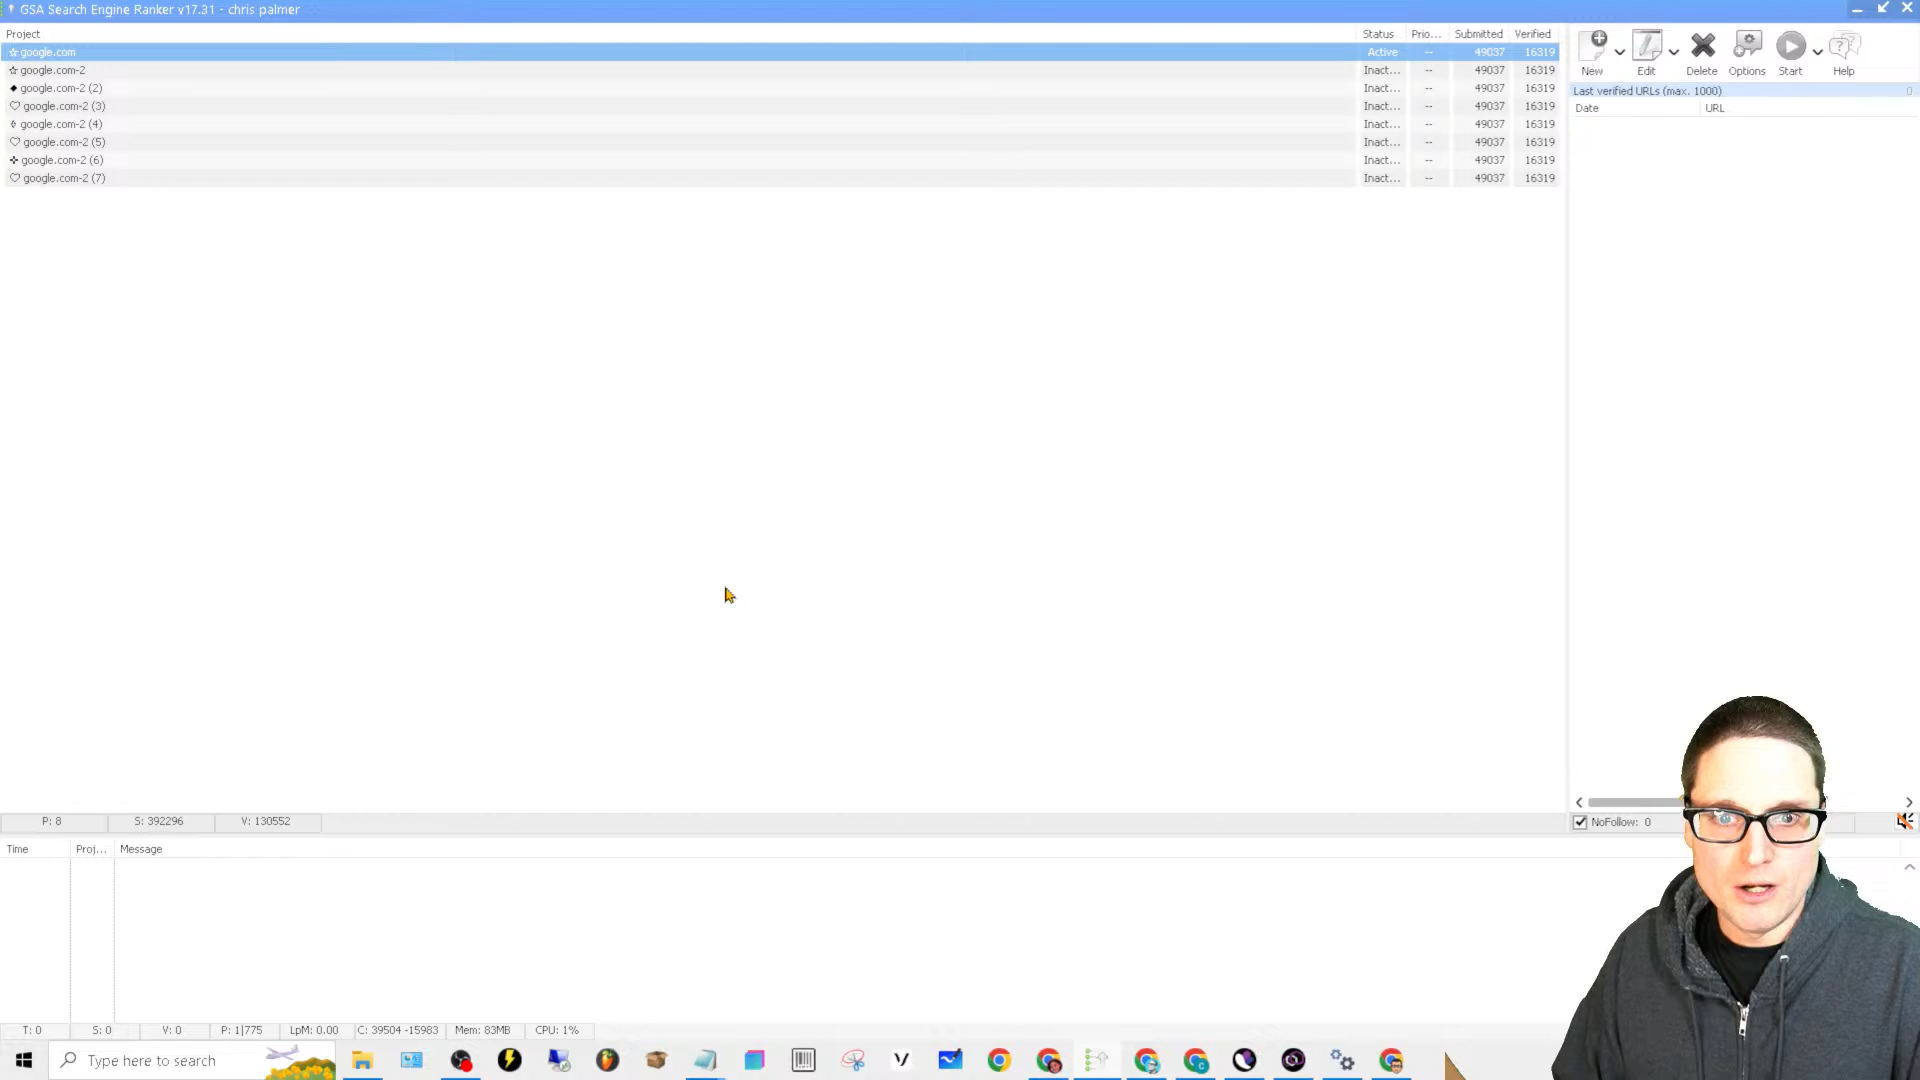 GSA Search Engine Ranker v17.31 - chris palmer
Project Status Prio... Submitted Verified
google.com Active -- 49037 16319
google.com-2 Inact... -- 49037 16319
google.com-2 (2) Inact... -- 49037 16319
google.com-2 (3) Inact... -- 49037 16319
google.com-2 (4) Inact... -- 49037 16319
google.com-2 (5) Inact... -- 49037 16319
google.com-2 (6) Inact... -- 49037 16319
google.com-2 (7) Inact... -- 49037 16319
New Edit Delete Options Start Help
Last verified URLs (max. 1000) 0
Date URL
P: 8 S: 392296 V: 130552
NoFollow: 0
Time Proj... Message
T: 0 S: 0 V: 0 P: 1|775 LpM: 0.00 C: 39504 -15983 Mem: 83MB CPU: 1%
Type here to search